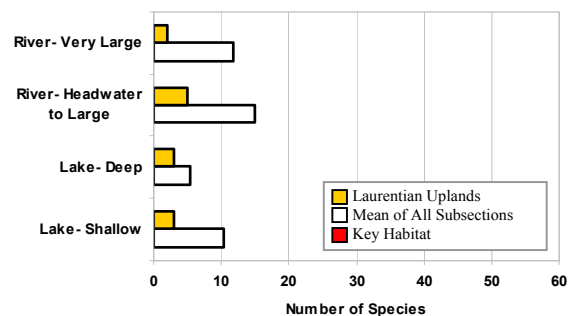 River- Very Large
River- Headwater
to Large
Lake- Deep
Lake- Shallow
Laurentian Uplands
Mean of All Subsections
Key Habitat
0 10 20 30 40 50 60
Number of Species